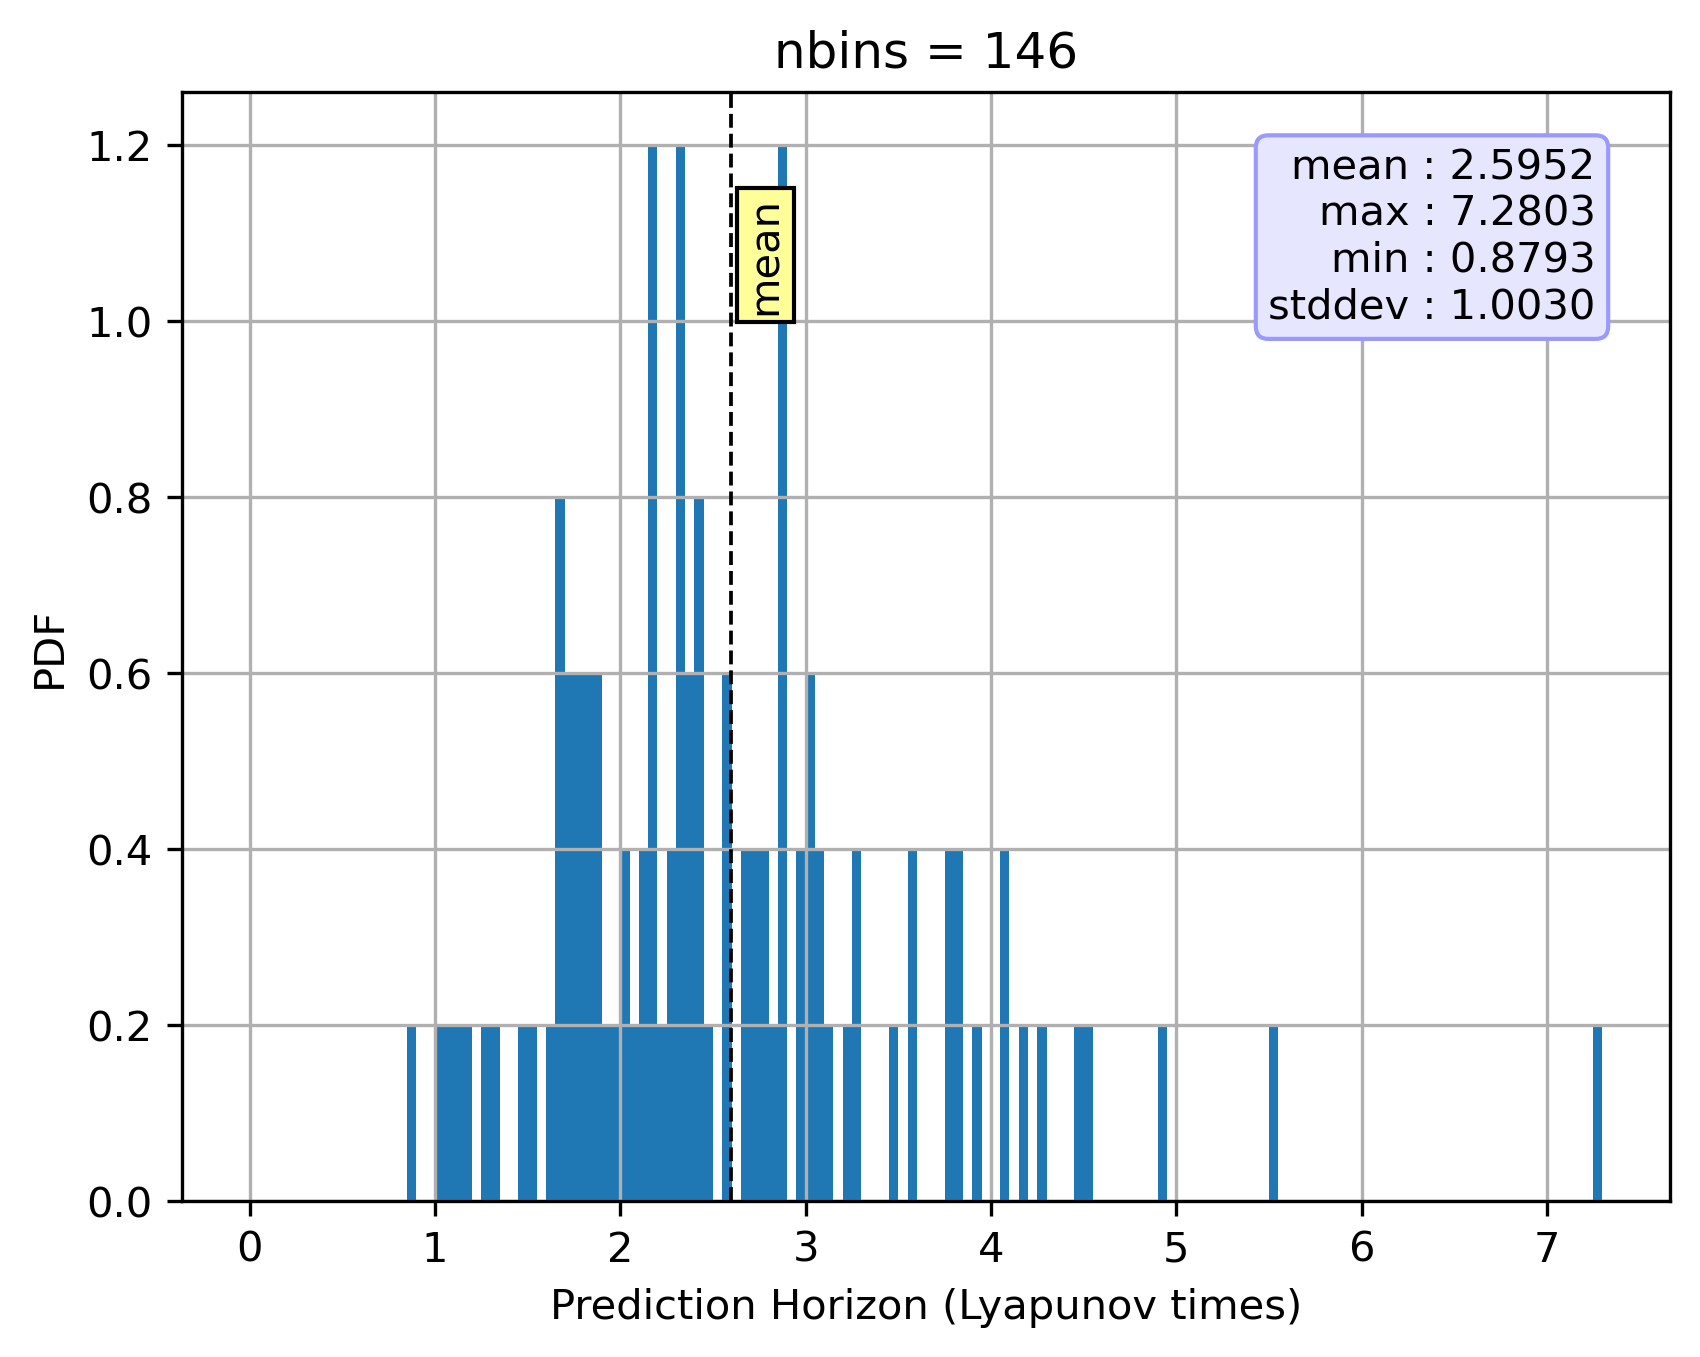 nbins = 146
mean : 2.5952
max : 7.2803
min : 0.8793
stddev : 1.0030
mean
PDF
1.2
1.0
0.8
0.6
0.4
0.2
0.0
0 1 2 3 4 5 6 7
Prediction Horizon (Lyapunov times)